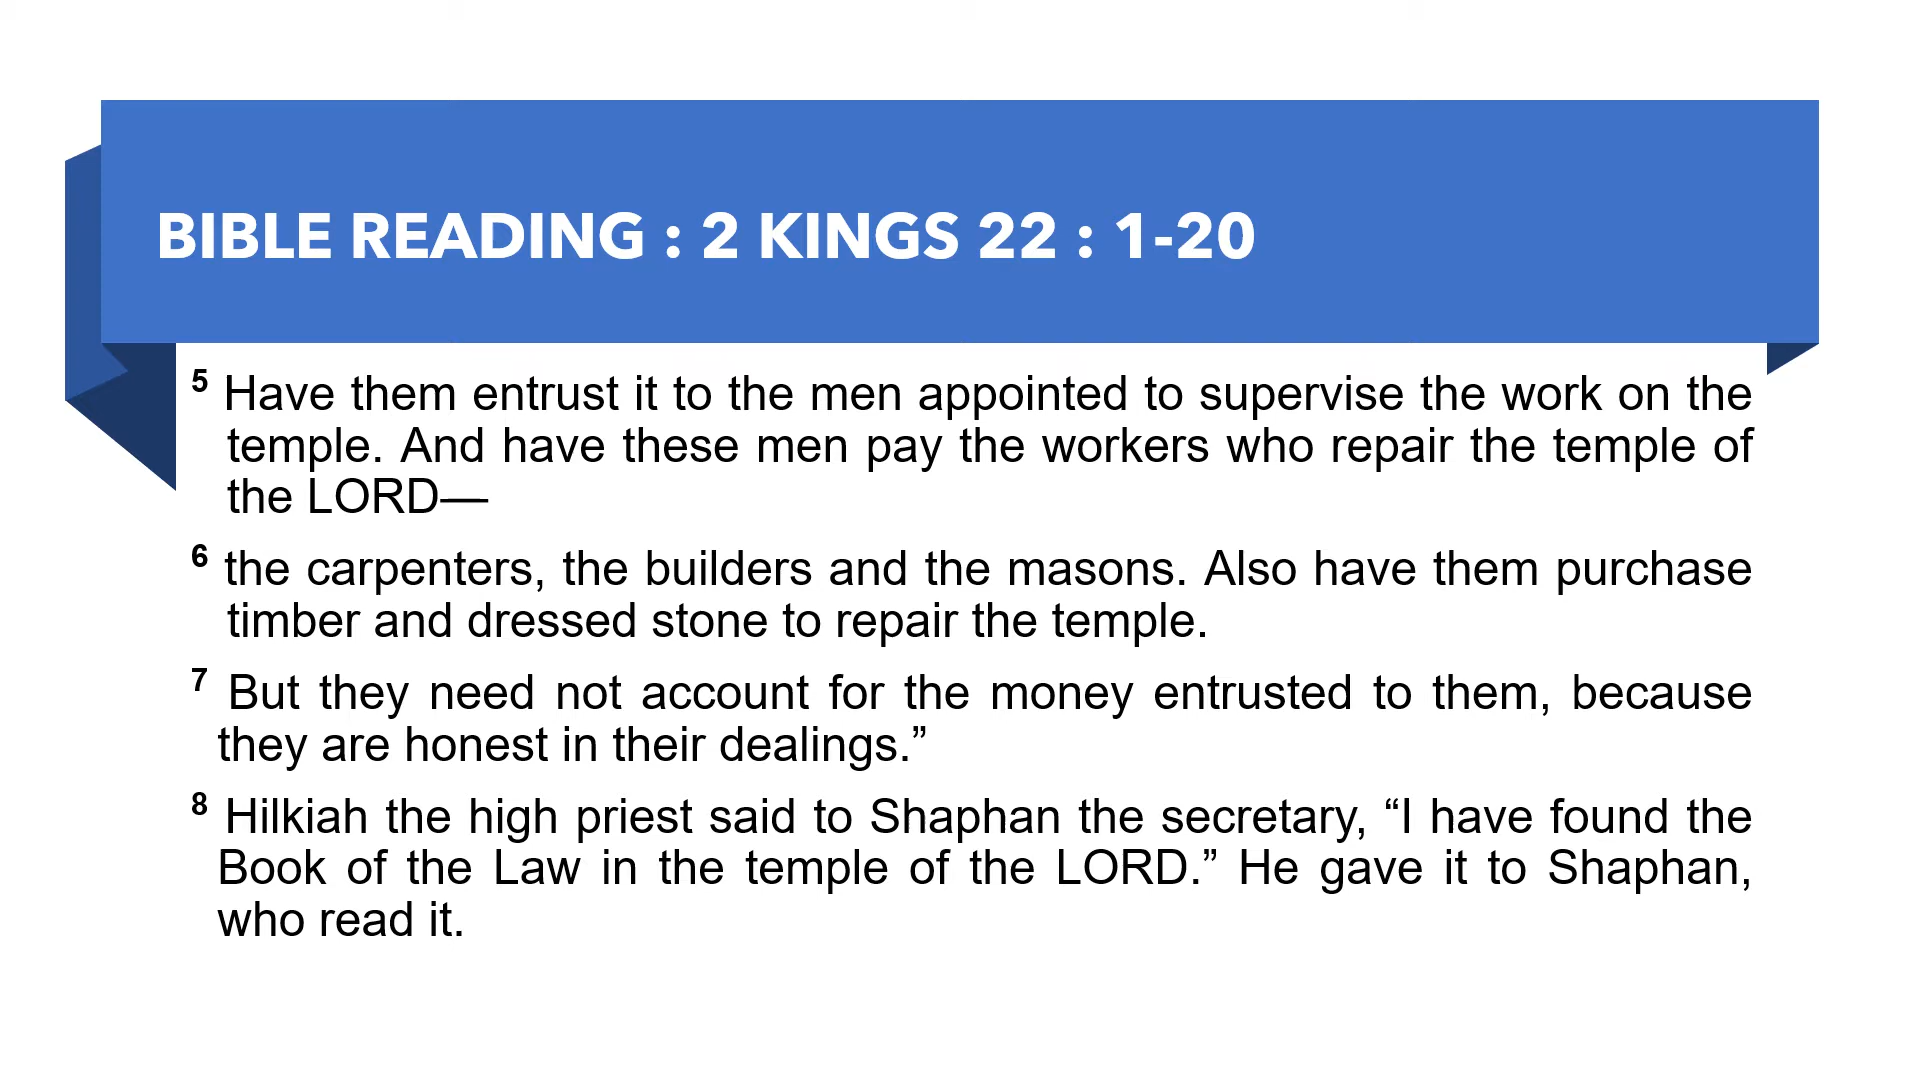 BIBLE READING : 2 KINGS 22 : 1-20
5 Have them entrust it to the men appointed to supervise the work on the
temple. And have these men pay the workers who repair the temple of
the LORD—
6 the carpenters, the builders and the masons. Also have them purchase
timber and dressed stone to repair the temple.
7 But they need not account for the money entrusted to them, because
they are honest in their dealings.”
8 Hilkiah the high priest said to Shaphan the secretary, “I have found the
Book of the Law in the temple of the LORD.” He gave it to Shaphan,
who read it.